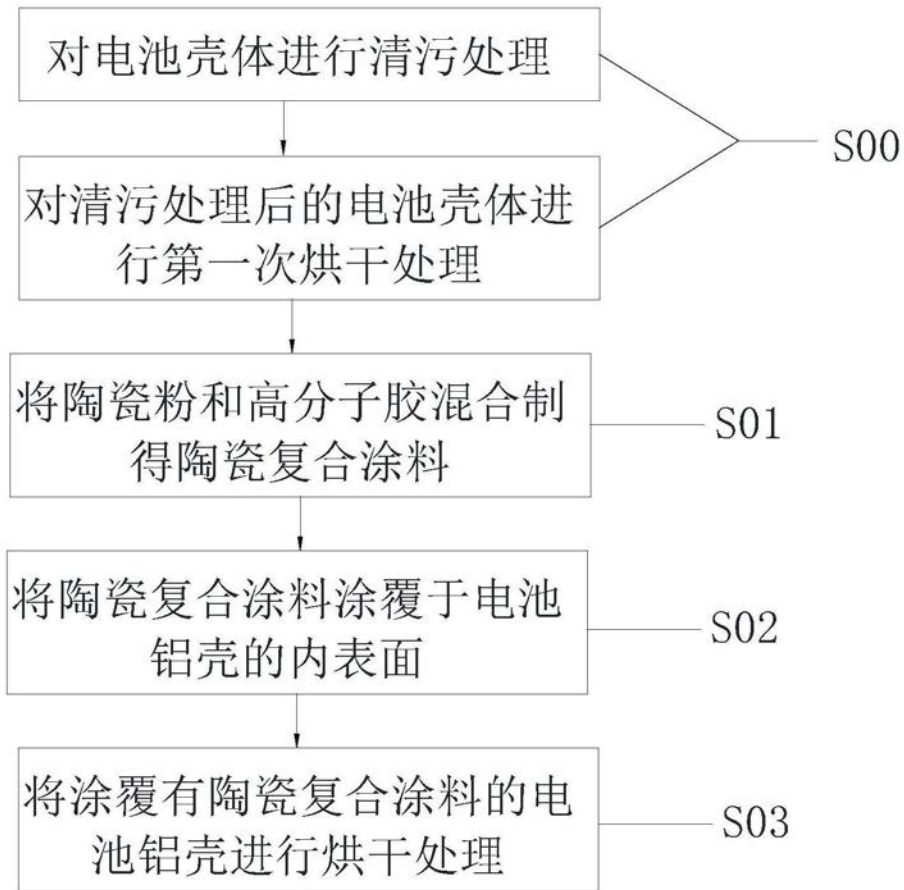 对电池壳体进行清污处理
S00
对清污处理后的电池壳体进
行第一次烘干处理
将陶瓷粉和高分子胶混合制
得陶瓷复合涂料
S01
将陶瓷复合涂料涂覆于电池
铝壳的内表面
S02
将涂覆有陶瓷复合涂料的电
池铝壳进行烘干处理
S03